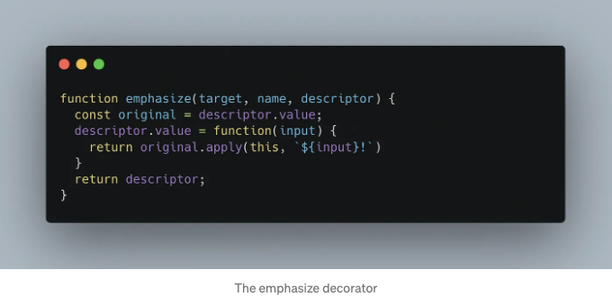 function emphasize(target, name, descriptor) {
  const original = descriptor.value;
  descriptor.value = function(input) {
    return original.apply(this, `${input}!`)
  }
  return descriptor;
}
The emphasize decorator